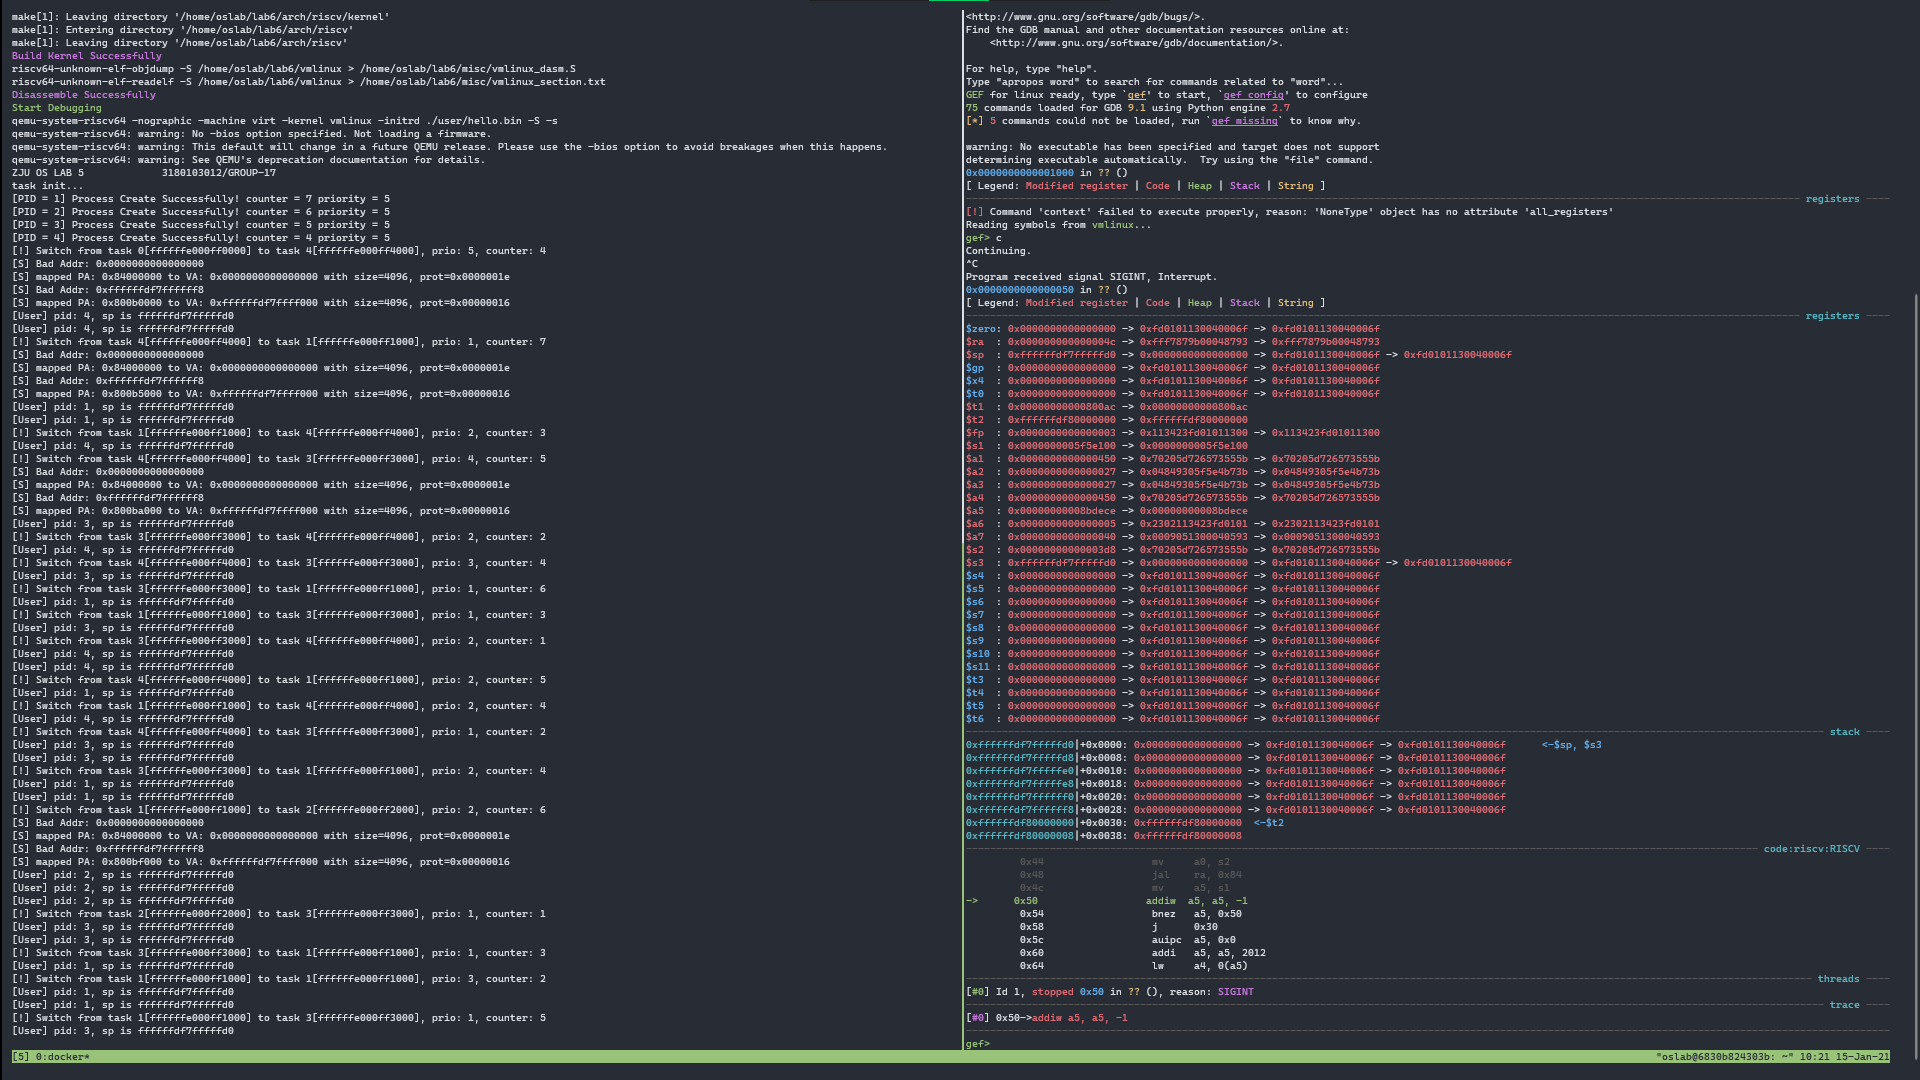 make[1]: Leaving directory '/home/oslab/lab6/arch/riscv/kernel'
make[1]: Entering directory '/home/oslab/lab6/arch/riscv'
make[1]: Leaving directory '/home/oslab/lab6/arch/riscv'
Build Kernel Successfully
riscv64-unknown-elf-objdump -S /home/oslab/lab6/vmlinux > /home/oslab/lab6/misc/vmlinux_dasm.S
riscv64-unknown-elf-readelf -S /home/oslab/lab6/vmlinux > /home/oslab/lab6/misc/vmlinux_section.txt
Disassemble Successfully
Start Debugging
qemu-system-riscv64 -nographic -machine virt -kernel vmlinux -initrd ./user/hello.bin -S -s
qemu-system-riscv64: warning: No -bios option specified. Not loading a firmware.
qemu-system-riscv64: warning: This default will change in a future QEMU release. Please use the -bios option to avoid breakages when this happens.
qemu-system-riscv64: warning: See QEMU's deprecation documentation for details.
ZJU OS LAB 5             3180103012/GROUP-17
task init...
[PID = 1] Process Create Successfully! counter = 7 priority = 5
[PID = 2] Process Create Successfully! counter = 6 priority = 5
[PID = 3] Process Create Successfully! counter = 5 priority = 5
[PID = 4] Process Create Successfully! counter = 4 priority = 5
[!] Switch from task 0[ffffffe000ff0000] to task 4[ffffffe000ff4000], prio: 5, counter: 4
[S] Bad Addr: 0x0000000000000000
[S] mapped PA: 0x84000000 to VA: 0x0000000000000000 with size=4096, prot=0x0000001e
[S] Bad Addr: 0xffffffdf7ffffff8
[S] mapped PA: 0x800b0000 to VA: 0xffffffdf7ffff000 with size=4096, prot=0x00000016
[User] pid: 4, sp is ffffffdf7fffffd0
[User] pid: 4, sp is ffffffdf7fffffd0
[!] Switch from task 4[ffffffe000ff4000] to task 1[ffffffe000ff1000], prio: 1, counter: 7
[S] Bad Addr: 0x0000000000000000
[S] mapped PA: 0x84000000 to VA: 0x0000000000000000 with size=4096, prot=0x0000001e
[S] Bad Addr: 0xffffffdf7ffffff8
[S] mapped PA: 0x800b5000 to VA: 0xffffffdf7ffff000 with size=4096, prot=0x00000016
[User] pid: 1, sp is ffffffdf7fffffd0
[User] pid: 1, sp is ffffffdf7fffffd0
[!] Switch from task 1[ffffffe000ff1000] to task 4[ffffffe000ff4000], prio: 2, counter: 3
[User] pid: 4, sp is ffffffdf7fffffd0
[!] Switch from task 4[ffffffe000ff4000] to task 3[ffffffe000ff3000], prio: 4, counter: 5
[S] Bad Addr: 0x0000000000000000
[S] mapped PA: 0x84000000 to VA: 0x0000000000000000 with size=4096, prot=0x0000001e
[S] Bad Addr: 0xffffffdf7ffffff8
[S] mapped PA: 0x800ba000 to VA: 0xffffffdf7ffff000 with size=4096, prot=0x00000016
[User] pid: 3, sp is ffffffdf7fffffd0
[!] Switch from task 3[ffffffe000ff3000] to task 4[ffffffe000ff4000], prio: 2, counter: 2
[User] pid: 4, sp is ffffffdf7fffffd0
[!] Switch from task 4[ffffffe000ff4000] to task 3[ffffffe000ff3000], prio: 3, counter: 4
[User] pid: 3, sp is ffffffdf7fffffd0
[!] Switch from task 3[ffffffe000ff3000] to task 1[ffffffe000ff1000], prio: 1, counter: 6
[User] pid: 1, sp is ffffffdf7fffffd0
[!] Switch from task 1[ffffffe000ff1000] to task 3[ffffffe000ff3000], prio: 1, counter: 3
[User] pid: 3, sp is ffffffdf7fffffd0
[!] Switch from task 3[ffffffe000ff3000] to task 4[ffffffe000ff4000], prio: 2, counter: 1
[User] pid: 4, sp is ffffffdf7fffffd0
[User] pid: 4, sp is ffffffdf7fffffd0
[!] Switch from task 4[ffffffe000ff4000] to task 1[ffffffe000ff1000], prio: 2, counter: 5
[User] pid: 1, sp is ffffffdf7fffffd0
[!] Switch from task 1[ffffffe000ff1000] to task 4[ffffffe000ff4000], prio: 2, counter: 4
[User] pid: 4, sp is ffffffdf7fffffd0
[!] Switch from task 4[ffffffe000ff4000] to task 3[ffffffe000ff3000], prio: 1, counter: 2
[User] pid: 3, sp is ffffffdf7fffffd0
[User] pid: 3, sp is ffffffdf7fffffd0
[!] Switch from task 3[ffffffe000ff3000] to task 1[ffffffe000ff1000], prio: 2, counter: 4
[User] pid: 1, sp is ffffffdf7fffffd0
[User] pid: 1, sp is ffffffdf7fffffd0
[!] Switch from task 1[ffffffe000ff1000] to task 2[ffffffe000ff2000], prio: 2, counter: 6
[S] Bad Addr: 0x0000000000000000
[S] mapped PA: 0x84000000 to VA: 0x0000000000000000 with size=4096, prot=0x0000001e
[S] Bad Addr: 0xffffffdf7ffffff8
[S] mapped PA: 0x800bf000 to VA: 0xffffffdf7ffff000 with size=4096, prot=0x00000016
[User] pid: 2, sp is ffffffdf7fffffd0
[User] pid: 2, sp is ffffffdf7fffffd0
[User] pid: 2, sp is ffffffdf7fffffd0
[!] Switch from task 2[ffffffe000ff2000] to task 3[ffffffe000ff3000], prio: 1, counter: 1
[User] pid: 3, sp is ffffffdf7fffffd0
[User] pid: 3, sp is ffffffdf7fffffd0
[!] Switch from task 3[ffffffe000ff3000] to task 1[ffffffe000ff1000], prio: 1, counter: 3
[User] pid: 1, sp is ffffffdf7fffffd0
[!] Switch from task 1[ffffffe000ff1000] to task 1[ffffffe000ff1000], prio: 3, counter: 2
[User] pid: 1, sp is ffffffdf7fffffd0
[User] pid: 1, sp is ffffffdf7fffffd0
[!] Switch from task 1[ffffffe000ff1000] to task 3[ffffffe000ff3000], prio: 1, counter: 5
[User] pid: 3, sp is ffffffdf7fffffd0
<http://www.gnu.org/software/gdb/bugs/>.
Find the GDB manual and other documentation resources online at:
    <http://www.gnu.org/software/gdb/documentation/>.
For help, type "help".
Type "apropos word" to search for commands related to "word"...
GEF for linux ready, type `gef' to start, `gef config' to configure
75 commands loaded for GDB 9.1 using Python engine 2.7
[*] 5 commands could not be loaded, run `gef missing` to know why.
warning: No executable has been specified and target does not support
determining executable automatically.  Try using the "file" command.
0x0000000000001000 in ?? ()
[ Legend: Modified register | Code | Heap | Stack | String ]
registers
[!] Command 'context' failed to execute properly, reason: 'NoneType' object has no attribute 'all_registers'
Reading symbols from vmlinux...
gef> c
Continuing.
^C
Program received signal SIGINT, Interrupt.
0x0000000000000050 in ?? ()
[ Legend: Modified register | Code | Heap | Stack | String ]
registers
$zero: 0x0000000000000000 -> 0xfd0101130040006f -> 0xfd0101130040006f
$ra  : 0x000000000000004c -> 0xfff7879b00048793 -> 0xfff7879b00048793
$sp  : 0xffffffdf7fffffd0 -> 0x0000000000000000 -> 0xfd0101130040006f -> 0xfd0101130040006f
$gp  : 0x0000000000000000 -> 0xfd0101130040006f -> 0xfd0101130040006f
$x4  : 0x0000000000000000 -> 0xfd0101130040006f -> 0xfd0101130040006f
$t0  : 0x0000000000000000 -> 0xfd0101130040006f -> 0xfd0101130040006f
$t1  : 0x00000000000800ac -> 0x00000000000800ac
$t2  : 0xffffffdf80000000 -> 0xffffffdf80000000
$fp  : 0x0000000000000003 -> 0x113423fd01011300 -> 0x113423fd01011300
$s1  : 0x0000000005f5e100 -> 0x0000000005f5e100
$a1  : 0x0000000000000450 -> 0x70205d726573555b -> 0x70205d726573555b
$a2  : 0x0000000000000027 -> 0x04849305f5e4b73b -> 0x04849305f5e4b73b
$a3  : 0x0000000000000027 -> 0x04849305f5e4b73b -> 0x04849305f5e4b73b
$a4  : 0x0000000000000450 -> 0x70205d726573555b -> 0x70205d726573555b
$a5  : 0x00000000008bdece -> 0x00000000008bdece
$a6  : 0x0000000000000005 -> 0x2302113423fd0101 -> 0x2302113423fd0101
$a7  : 0x0000000000000040 -> 0x0009051300040593 -> 0x0009051300040593
$s2  : 0x00000000000003d8 -> 0x70205d726573555b -> 0x70205d726573555b
$s3  : 0xffffffdf7fffffd0 -> 0x0000000000000000 -> 0xfd0101130040006f -> 0xfd0101130040006f
$s4  : 0x0000000000000000 -> 0xfd0101130040006f -> 0xfd0101130040006f
$s5  : 0x0000000000000000 -> 0xfd0101130040006f -> 0xfd0101130040006f
$s6  : 0x0000000000000000 -> 0xfd0101130040006f -> 0xfd0101130040006f
$s7  : 0x0000000000000000 -> 0xfd0101130040006f -> 0xfd0101130040006f
$s8  : 0x0000000000000000 -> 0xfd0101130040006f -> 0xfd0101130040006f
$s9  : 0x0000000000000000 -> 0xfd0101130040006f -> 0xfd0101130040006f
$s10 : 0x0000000000000000 -> 0xfd0101130040006f -> 0xfd0101130040006f
$s11 : 0x0000000000000000 -> 0xfd0101130040006f -> 0xfd0101130040006f
$t3  : 0x0000000000000000 -> 0xfd0101130040006f -> 0xfd0101130040006f
$t4  : 0x0000000000000000 -> 0xfd0101130040006f -> 0xfd0101130040006f
$t5  : 0x0000000000000000 -> 0xfd0101130040006f -> 0xfd0101130040006f
$t6  : 0x0000000000000000 -> 0xfd0101130040006f -> 0xfd0101130040006f
stack
0xffffffdf7fffffd0|+0x0000: 0x0000000000000000 -> 0xfd0101130040006f -> 0xfd0101130040006f      <-$sp, $s3
0xffffffdf7fffffd8|+0x0008: 0x0000000000000000 -> 0xfd0101130040006f -> 0xfd0101130040006f
0xffffffdf7fffffe0|+0x0010: 0x0000000000000000 -> 0xfd0101130040006f -> 0xfd0101130040006f
0xffffffdf7fffffe8|+0x0018: 0x0000000000000000 -> 0xfd0101130040006f -> 0xfd0101130040006f
0xffffffdf7ffffff0|+0x0020: 0x0000000000000000 -> 0xfd0101130040006f -> 0xfd0101130040006f
0xffffffdf7ffffff8|+0x0028: 0x0000000000000000 -> 0xfd0101130040006f -> 0xfd0101130040006f
0xffffffdf80000000|+0x0030: 0xffffffdf80000000  <-$t2
0xffffffdf80000008|+0x0038: 0xffffffdf80000008
code:riscv:RISCV
0x44                  mv     a0, s2
0x48                  jal    ra, 0x84
0x4c                  mv     a5, s1
->      0x50                  addiw  a5, a5, -1
0x54                  bnez   a5, 0x50
0x58                  j      0x30
0x5c                  auipc  a5, 0x0
0x60                  addi   a5, a5, 2012
0x64                  lw     a4, 0(a5)
threads
[#0] Id 1, stopped 0x50 in ?? (), reason: SIGINT
trace
[#0] 0x50->addiw a5, a5, -1
gef>
[5] 0:docker*
"oslab@6830b824303b: ~" 10:21 15-Jan-21